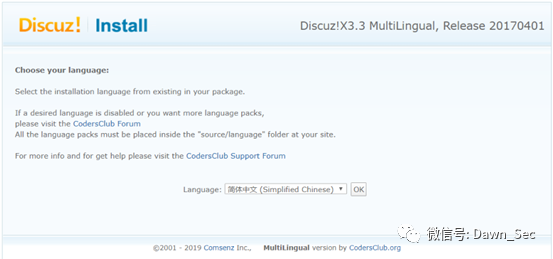 Discuz! Install
Discuz!X3.3 MultiLingual, Release 20170401
Choose your language:
Select the installation language from existing in your package.
If a desired language is disabled or you want more language packs,
please visit the CodersClub Forum
All the language packs must be placed inside the "source/language" folder at your site.
For more info and for get help please visit the CodersClub Support Forum
Language: 简体中文 (Simplified Chinese) OK
微信号: Dawn_Sec
©2001 - 2019 Comsenz Inc., MultiLingual version by CodersClub.org